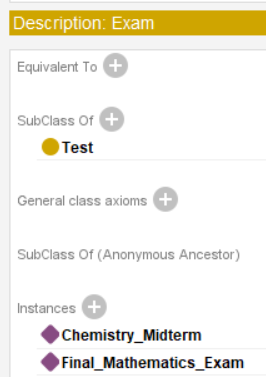 Description: Exam
Equivalent To
SubClass Of
Test
General class axioms
SubClass Of (Anonymous Ancestor)
Instances
Chemistry_Midterm
Final_Mathematics_Exam